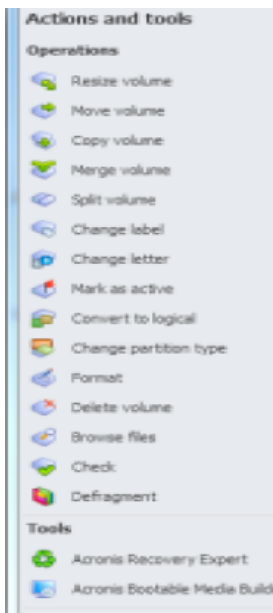 Actions and tools
Operations
Resize volume
Move volume
Copy volume
Merge volume
Split volume
Change label
Change letter
Mark as active
Convert to logical
Change partition type
Format
Delete volume
Browse files
Check
Defragment
Tools
Acronis Recovery Expert
Acronis Bootable Media Build